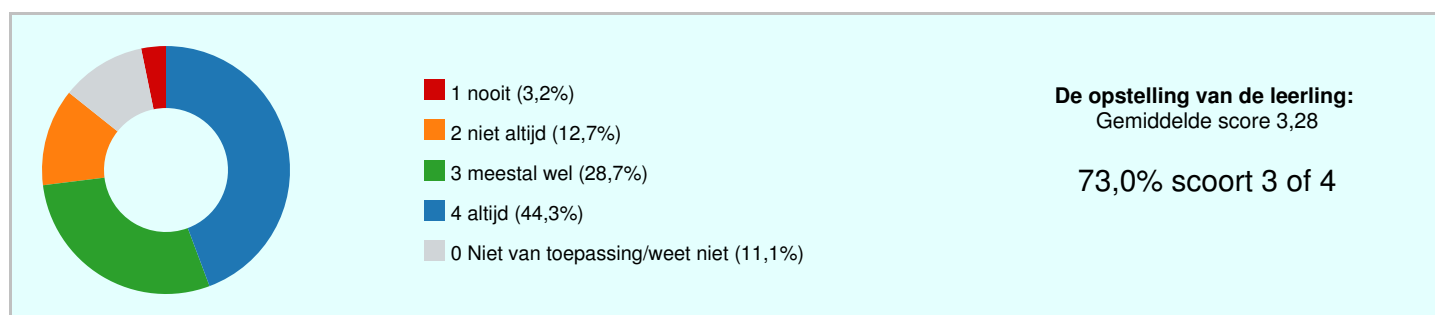 1 nooit (3,2%)
2 niet altijd (12,7%)
3 meestal wel (28,7%)
4 altijd (44,3%)
0 Niet van toepassing/weet niet (11,1%)
De opstelling van de leerling:
Gemiddelde score 3,28
73,0% scoort 3 of 4